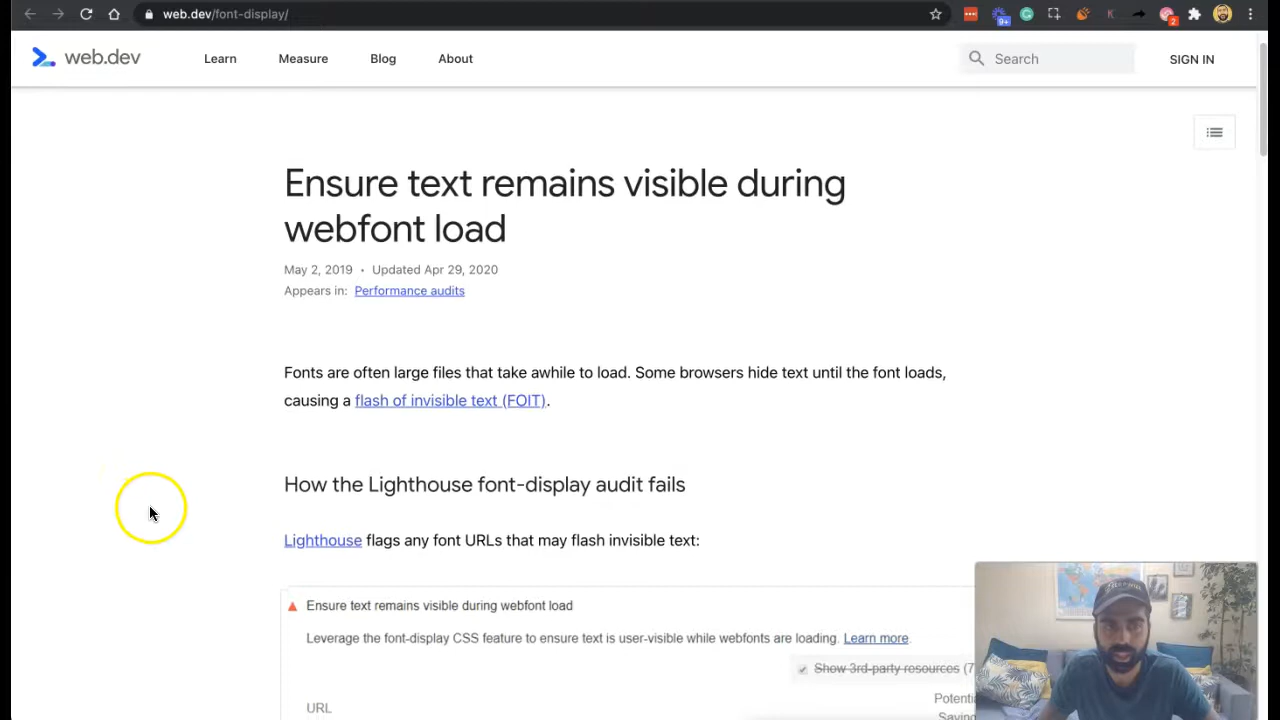 web.dev/font-display/
9+
2
web.dev
Learn
Measure
Blog
About
Search
SIGN IN
Ensure text remains visible during
webfont load
May 2, 2019 • Updated Apr 29, 2020
Appears in: Performance audits
Fonts are often large files that take awhile to load. Some browsers hide text until the font loads,
causing a flash of invisible text (FOIT).
How the Lighthouse font-display audit fails
Lighthouse flags any font URLs that may flash invisible text:
Ensure text remains visible during webfont load
Leverage the font-display CSS feature to ensure text is user-visible while webfonts are loading. Learn more.
Show 3rd-party resources (7
URL